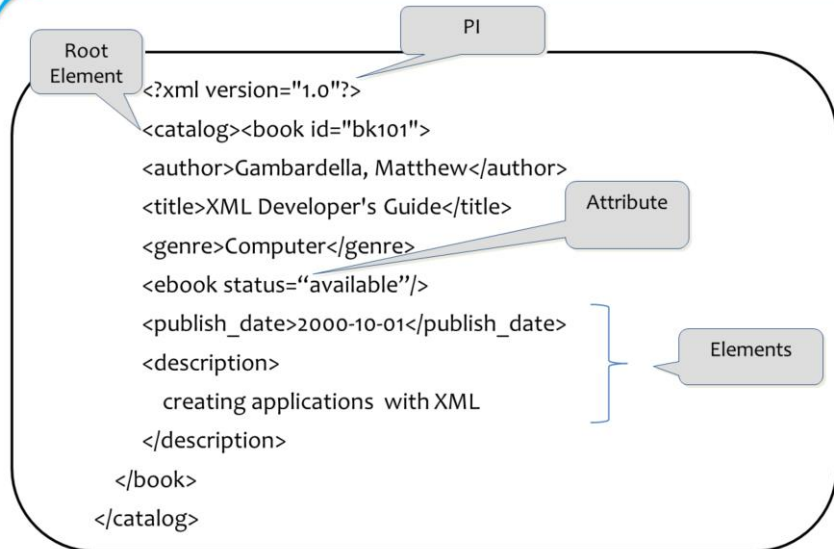 PI
Root
Element
<?xml version="1.0"?>
<catalog><book id="bk101">
<author>Gambardella, Matthew</author>
<title>XML Developer's Guide</title>
Attribute
<genre>Computer</genre>
<ebook status=“available”/>
<publish_date>2000-10-01</publish_date>
Elements
<description>
creating applications with XML
</description>
</book>
</catalog>